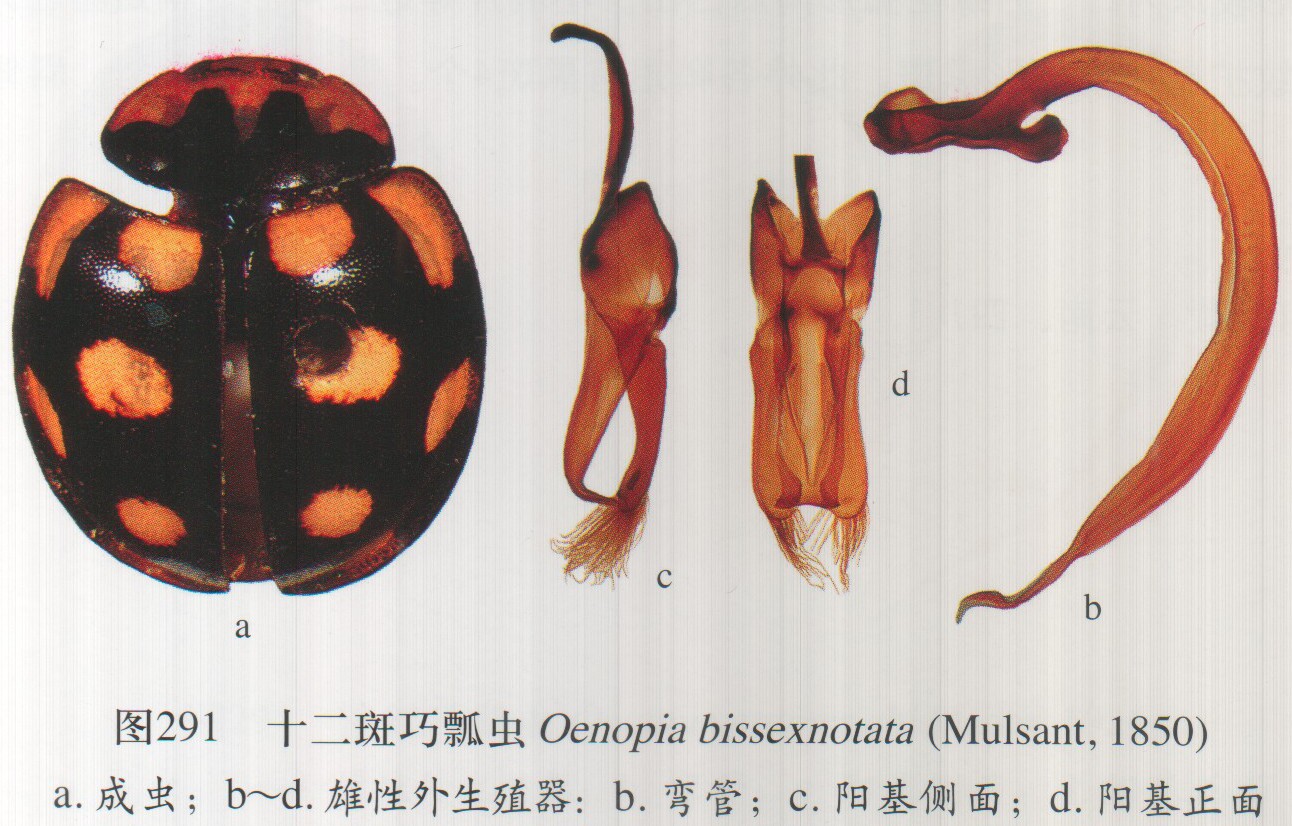 a
c
d
b
图291 十二斑巧瓢虫 Oenopia bissexnotata (Mulsant, 1850)
a. 成虫；b~d. 雄性外生殖器：b. 弯管；c. 阳基侧面；d. 阳基正面